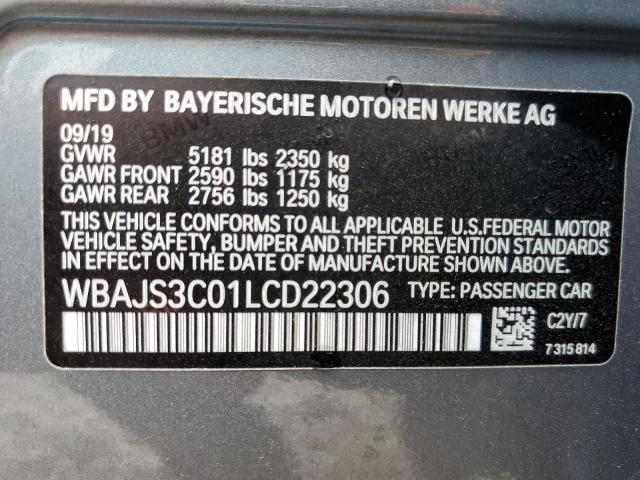 MFD BY BAYERISCHE MOTOREN WERKE AG
09/19
GVWR 5181 lbs 2350 kg
GAWR FRONT 2590 lbs 1175 kg
GAWR REAR 2756 lbs 1250 kg
THIS VEHICLE CONFORMS TO ALL APPLICABLE U.S.FEDERAL MOTOR
VEHICLE SAFETY, BUMPER AND THEFT PREVENTION STANDARDS
IN EFFECT ON THE DATE OF MANUFACTURE SHOWN ABOVE.
WBAJS3C01LCD22306 TYPE: PASSENGER CAR
C2Y/7
7 315 814